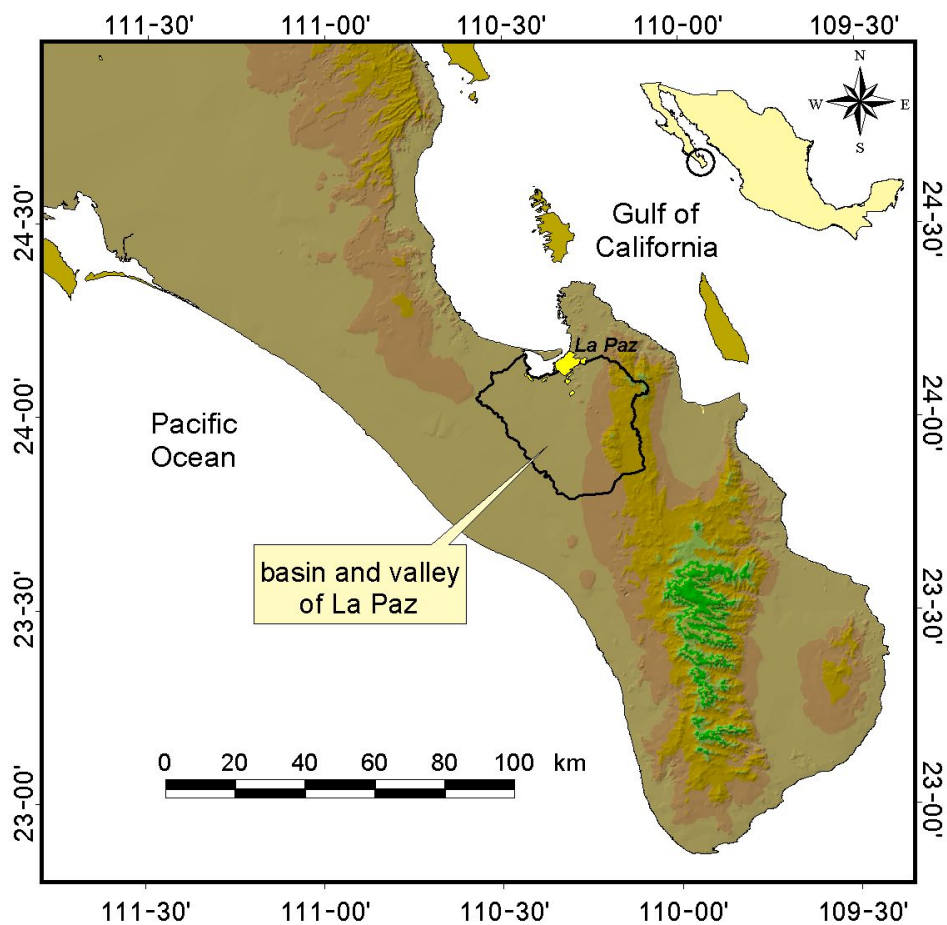 111-30' 111-00' 110-30' 110-00' 109-30'
N
W E
S
24-30' 24-30'
Gulf of
California
La Paz
24-00' 24-00'
Pacific
Ocean
basin and valley
of La Paz
23-30' 23-30'
0 20 40 60 80 100 km
23-00' 23-00'
111-30' 111-00' 110-30' 110-00' 109-30'